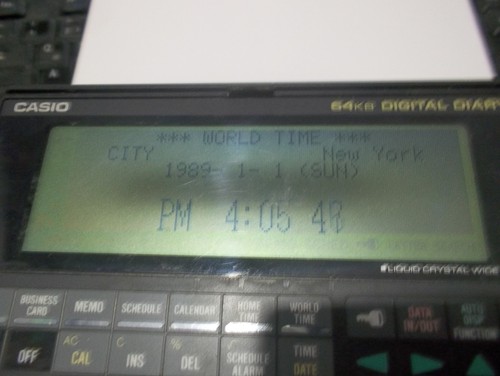 CASIO 64KB DIGITAL DIAR
*** WORLD TIME ***
CITY New York
1989- 1- 1 (SUN)
PM 4:05 48
LIQUID CRYSTAL WIDE
BUSINESS CARD MEMO SCHEDULE CALENDAR HOME TIME WORLD TIME DATA IN/OUT FUNCTION
OFF AC CAL C INS % DEL √ SCHEDULE ALARM TIME DATE